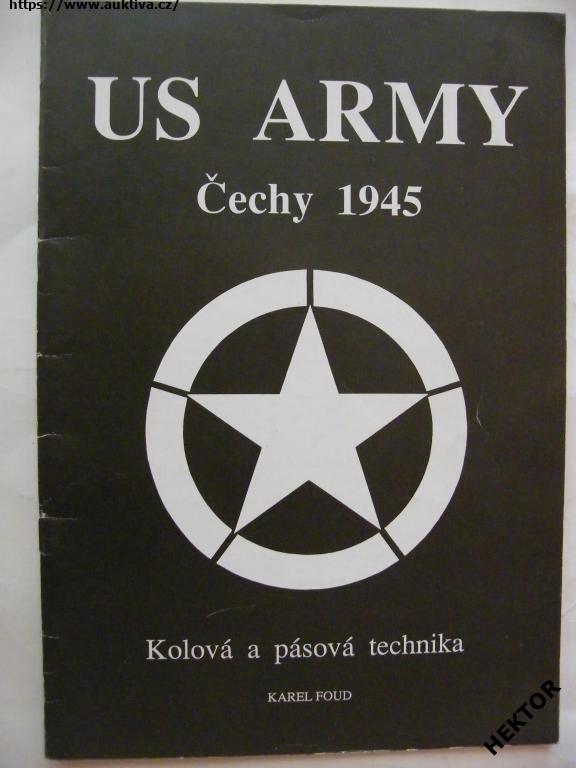 https://www.auktiva.cz/
US ARMY
Čechy 1945
Kolová a pásová technika
KAREL FOUD
HEKTOR